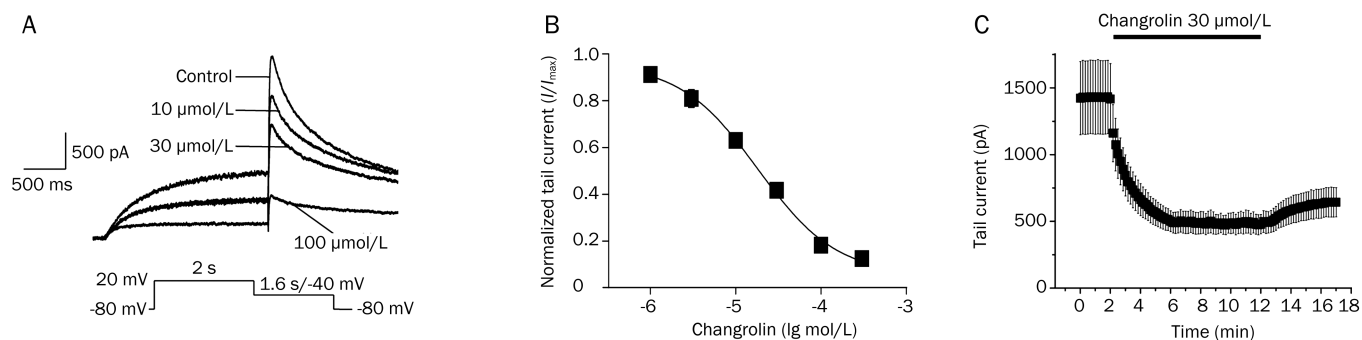 A
Control
10 μmol/L
30 μmol/L
500 pA
500 ms
100 μmol/L
20 mV
2 s
1.6 s/-40 mV
-80 mV
-80 mV
B
Normalized tail current (I/Imax)
1.0
0.8
0.6
0.4
0.2
0
-6
-5
-4
-3
Changrolin (lg mol/L)
C
Changrolin 30 μmol/L
Tail current (pA)
1500
1000
500
0
0 2 4 6 8 10 12 14 16 18
Time (min)